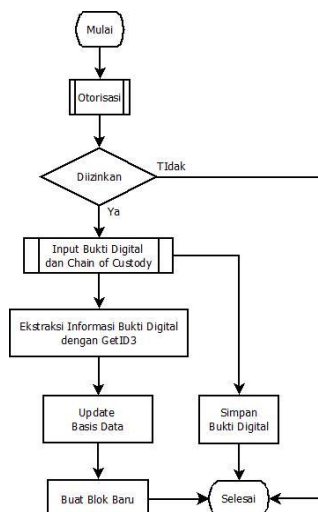 Mulai
Otorisasi
Diizinkan
TIdak
Ya
Input Bukti Digital
dan Chain of Custody
Ekstraksi Informasi Bukti Digital
dengan GetID3
Update
Basis Data
Simpan
Bukti Digital
Buat Blok Baru
Selesai